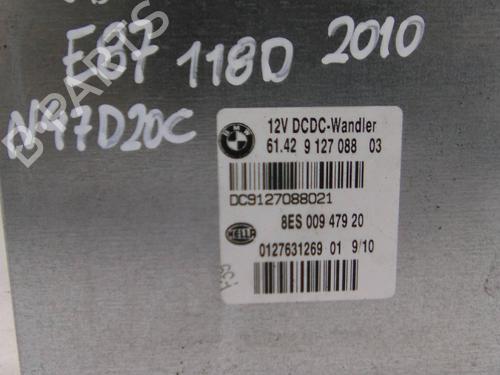 E87 118D 2010
N47D20C
12V DCDC-Wandler
61.42 9 127 088 03
DC9127088021
8ES 009 479 20
HELLA
0127631269 01 9/10